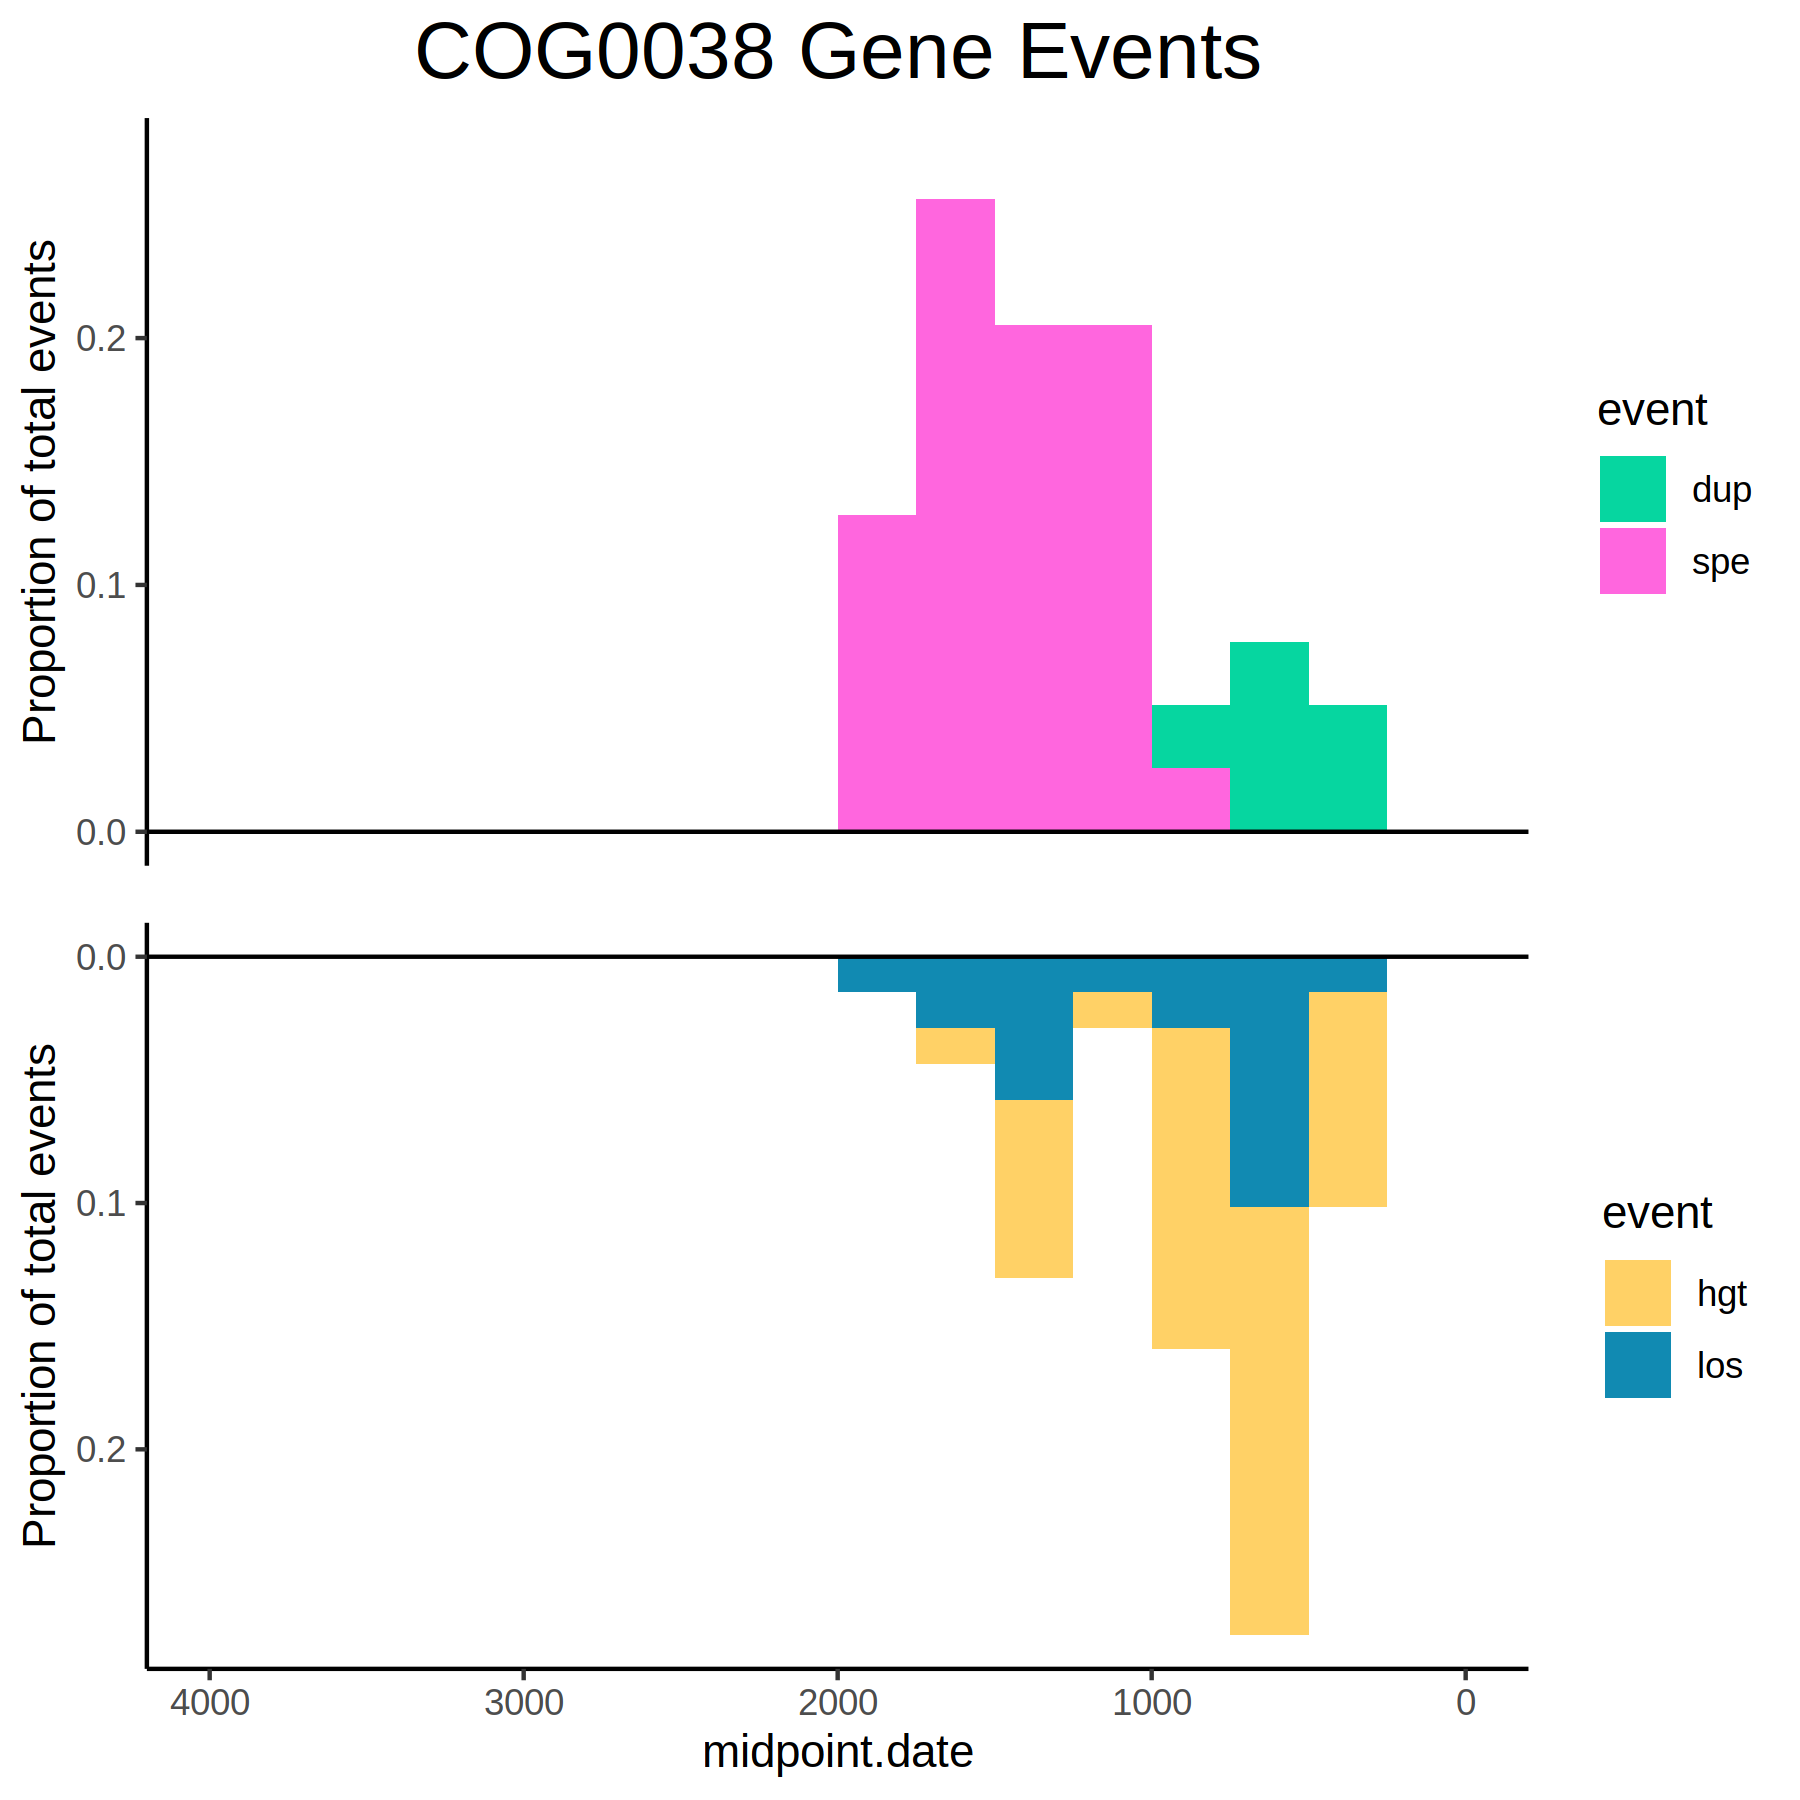 COG0038 Gene Events
Proportion of total events
0.2
0.1
0.0
event
dup
spe
Proportion of total events
0.0
0.1
0.2
event
hgt
los
4000 3000 2000 1000 0
midpoint.date